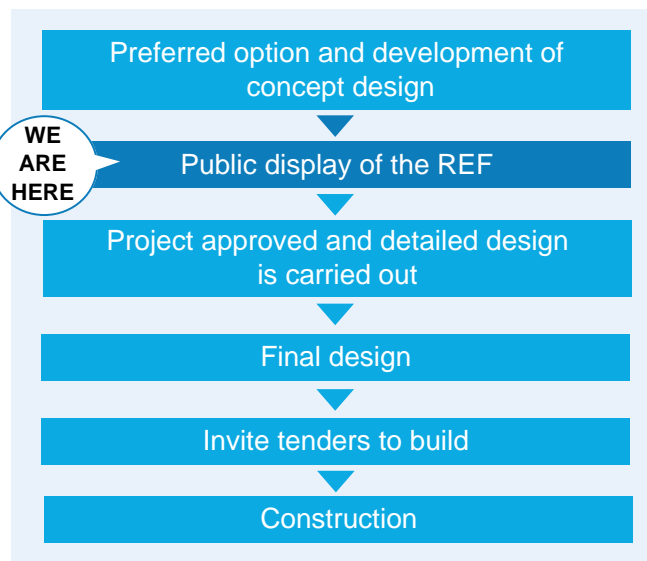 Preferred option and development of
concept design
WE
ARE
HERE
Public display of the REF
Project approved and detailed design
is carried out
Final design
Invite tenders to build
Construction